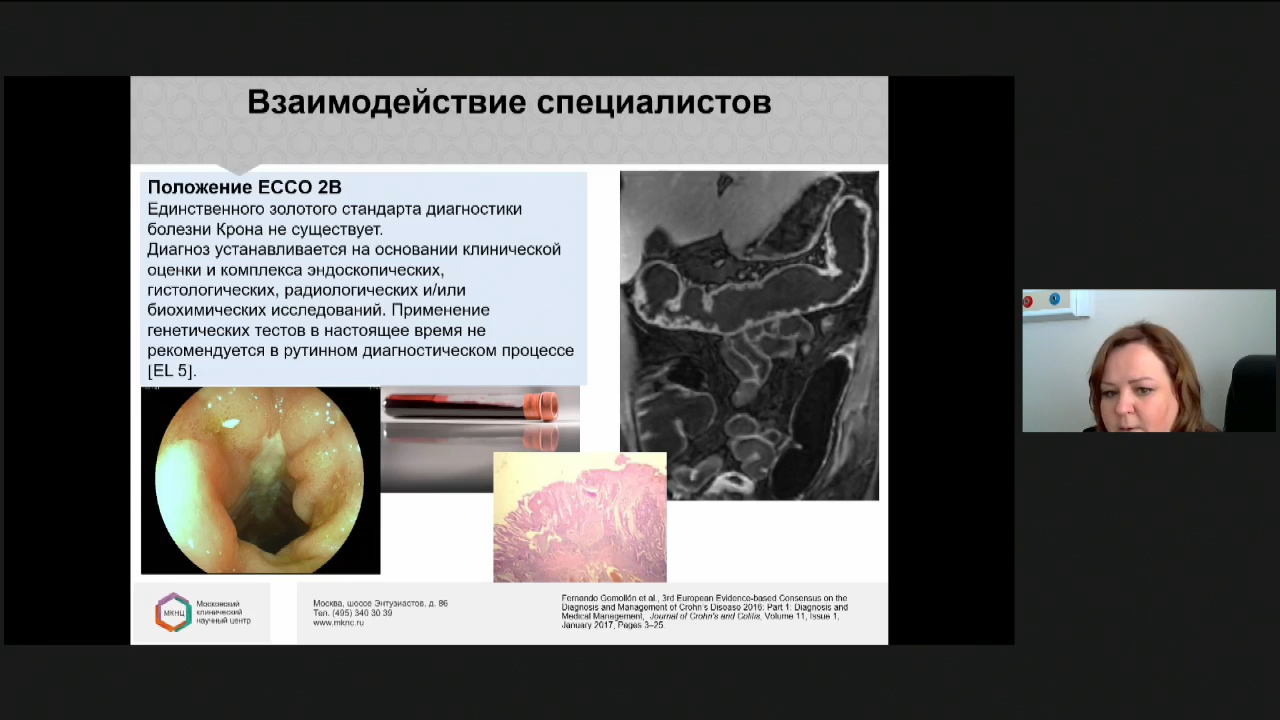 Взаимодействие специалистов
Положение ECCO 2B
Единственного золотого стандарта диагностики
болезни Крона не существует.
Диагноз устанавливается на основании клинической
оценки и комплекса эндоскопических,
гистологических, радиологических и/или
биохимических исследований. Применение
генетических тестов в настоящее время не
рекомендуется в рутинном диагностическом процессе
[EL 5].
МКНЦ
Московский
клинический
научный центр
Москва, шоссе Энтузиастов, д. 86
Тел. (495) 340 30 39
www.mknc.ru
Fernando Gomollón et al., 3rd European Evidence-based Consensus on the
Diagnosis and Management of Crohn's Disease 2016: Part 1: Diagnosis and
Medical Management, Journal of Crohn's and Colitis, Volume 11, Issue 1,
January 2017, Pages 3–25.